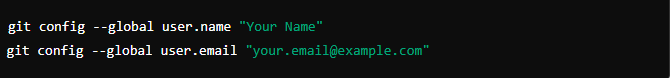 git config --global user.name "Your Name"
git config --global user.email "your.email@example.com"